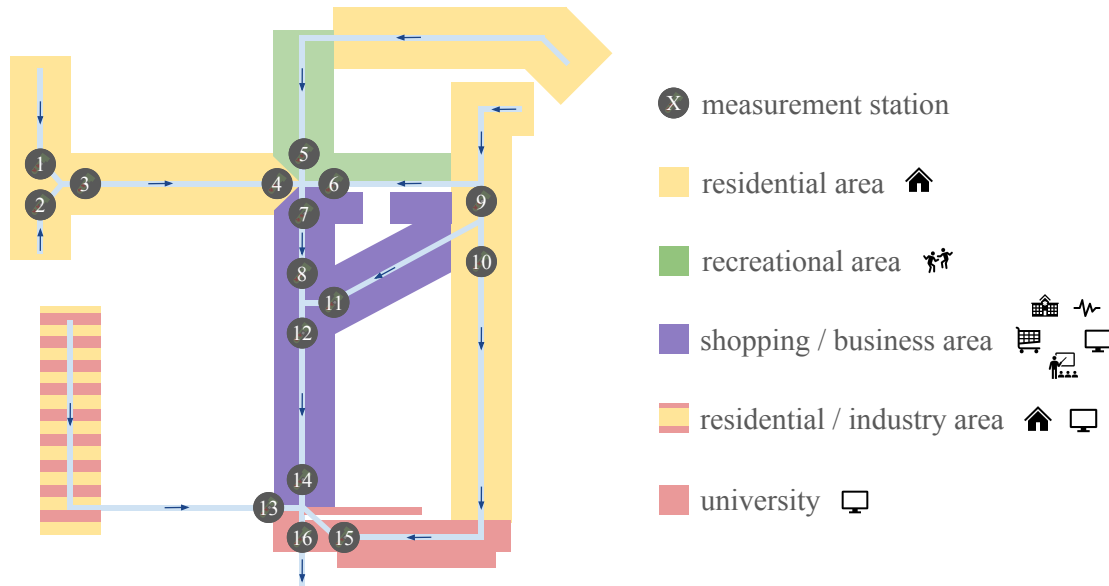 X measurement station
1
2
3
4
5
6
7
8
9
10
11
12
13
14
15
16
residential area
recreational area
shopping / business area
residential / industry area
university